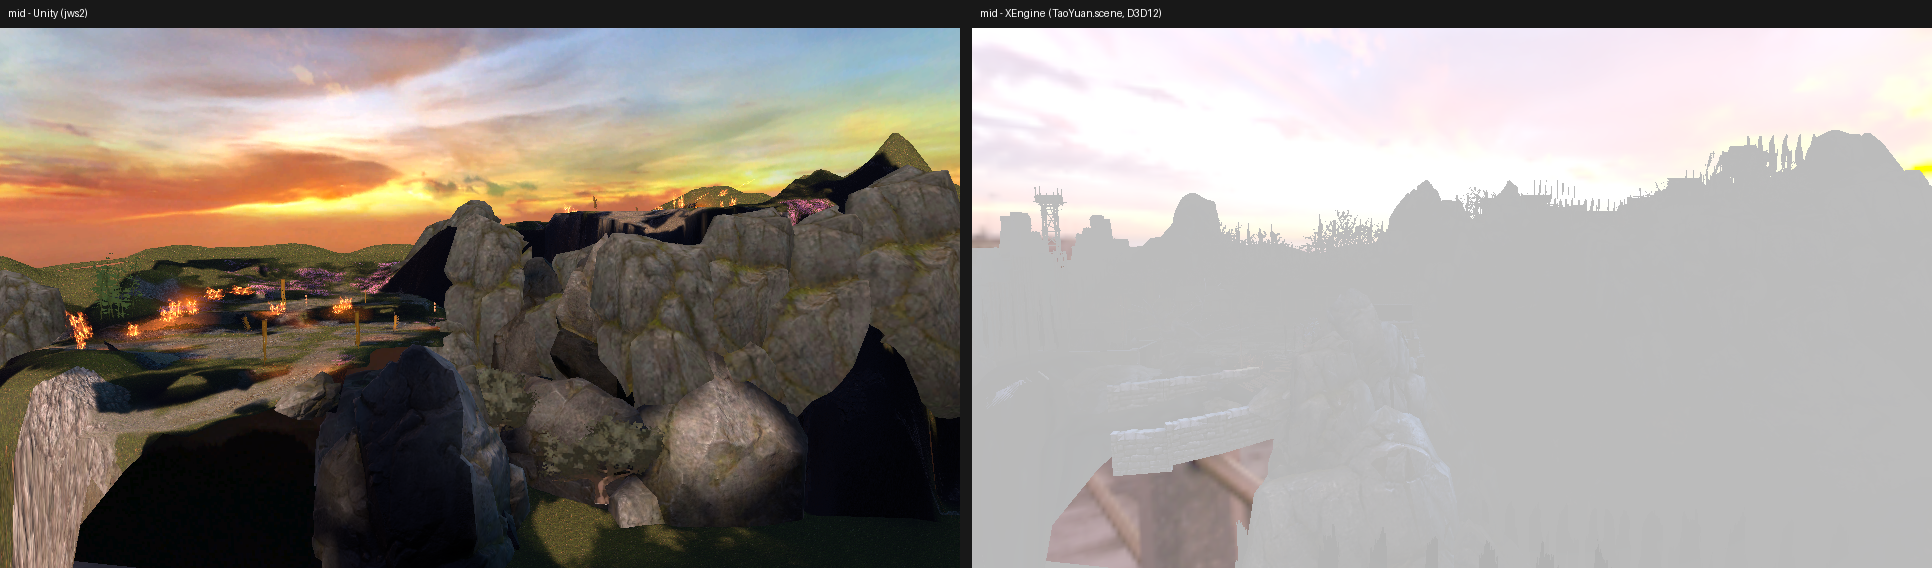 mid - Unity (jws2)
mid - XEngine (TaoYuan.scene, D3D12)